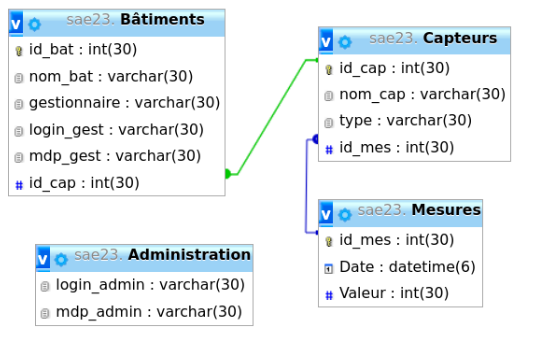 sae23. Bâtiments
id_bat : int(30)
nom_bat : varchar(30)
gestionnaire : varchar(30)
login_gest : varchar(30)
mdp_gest : varchar(30)
id_cap : int(30)
sae23. Capteurs
id_cap : int(30)
nom_cap : varchar(30)
type : varchar(30)
id_mes : int(30)
sae23. Mesures
id_mes : int(30)
Date : datetime(6)
Valeur : int(30)
sae23. Administration
login_admin : varchar(30)
mdp_admin : varchar(30)